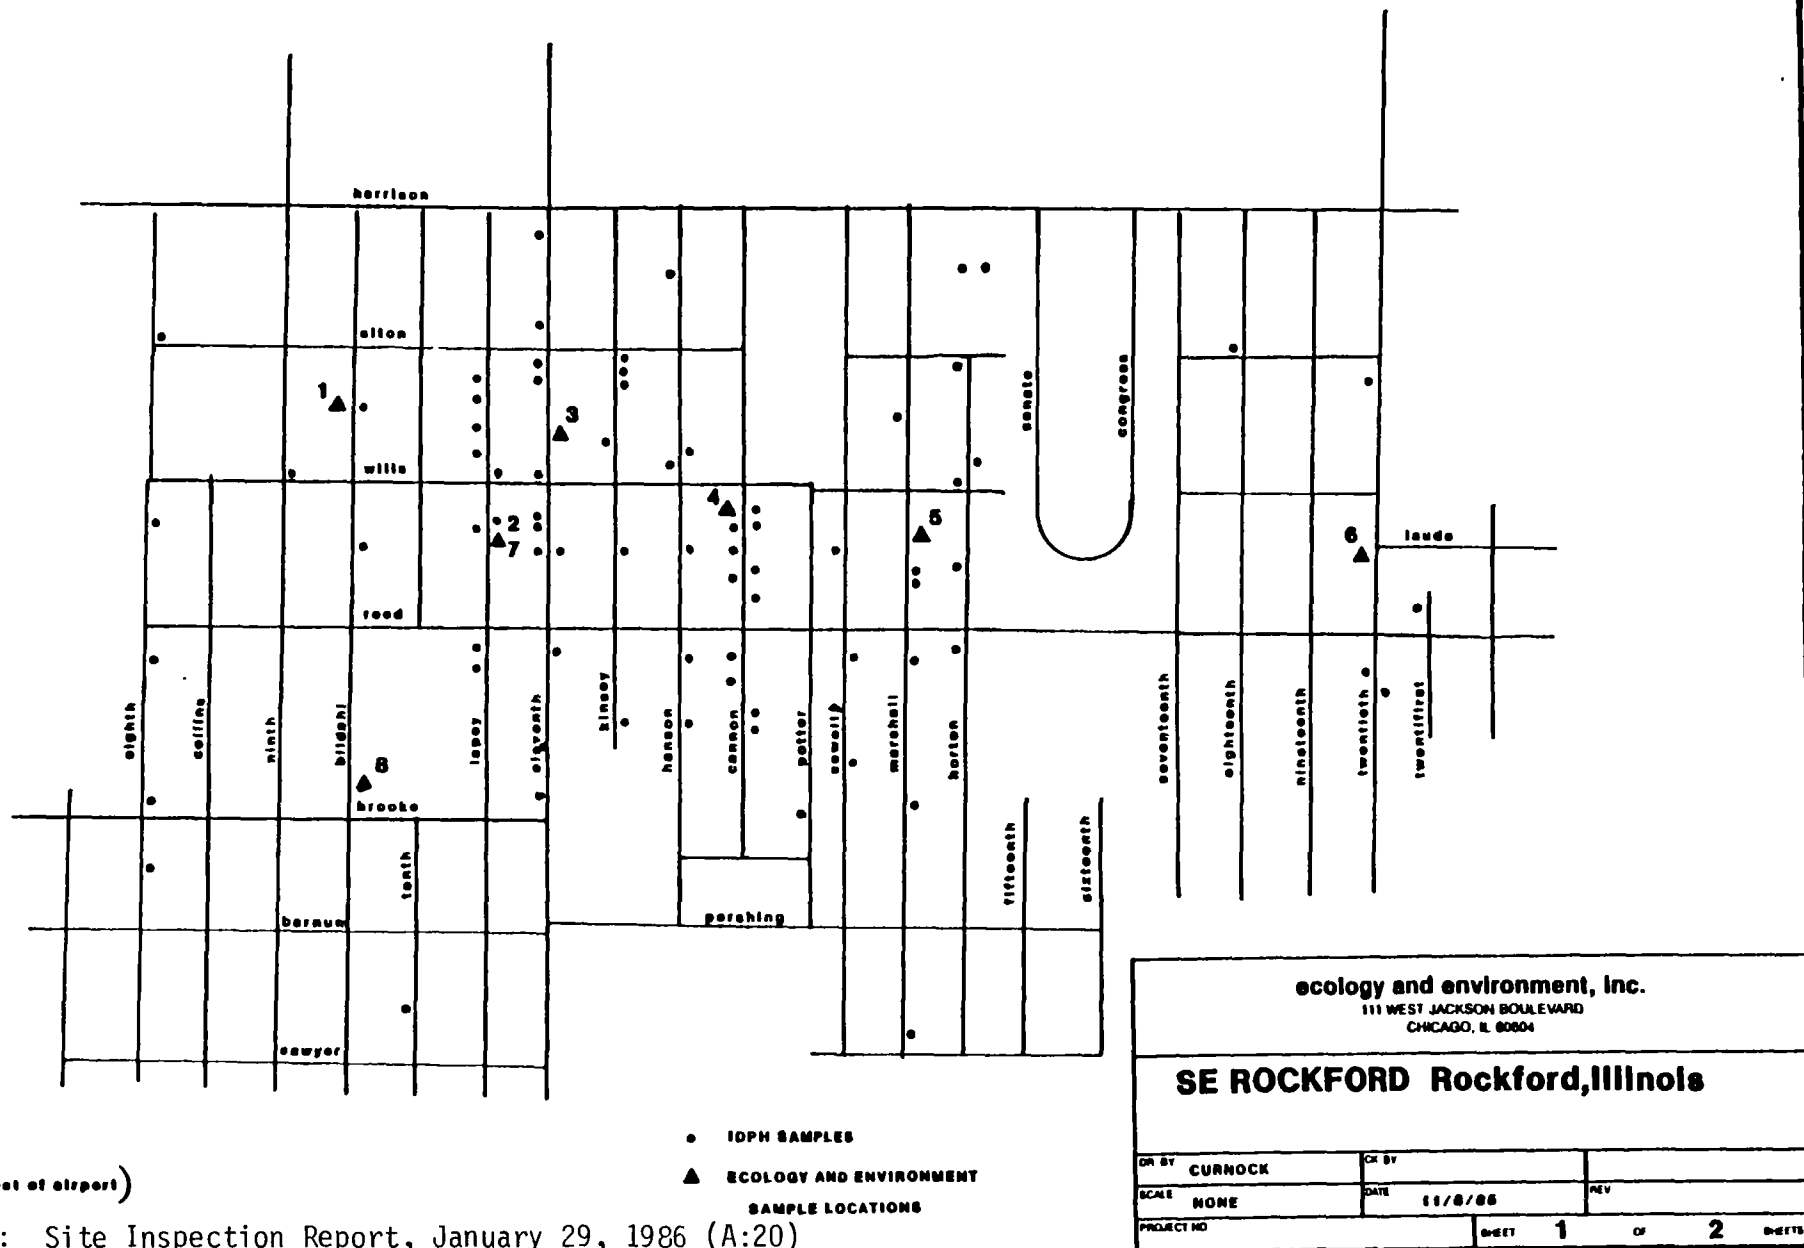 harrison
alton
senate
congress
1
3
wills
4
2
7
5
6
laude
reed
eighth
collins
ninth
bildahl
lapey
eleventh
kinsey
hanson
cannon
potter
sewell
marshall
horton
seventeenth
eighteenth
nineteenth
twentieth
twentifirst
8
brooke
tenth
fifteenth
sixteenth
barnum
pershing
sawyer
ecology and environment, inc.
111 WEST JACKSON BOULEVARD
CHICAGO, IL 60604
SE ROCKFORD Rockford,Illinois
IDPH SAMPLES
ECOLOGY AND ENVIRONMENT
SAMPLE LOCATIONS
DR BY CURNOCK CK BY
SCALE NONE DATE REV
PROJECT NO SHEET 1 OF 2 SHEETS
of airport)
: Site Inspection Report, January 29, 1986 (A:20)